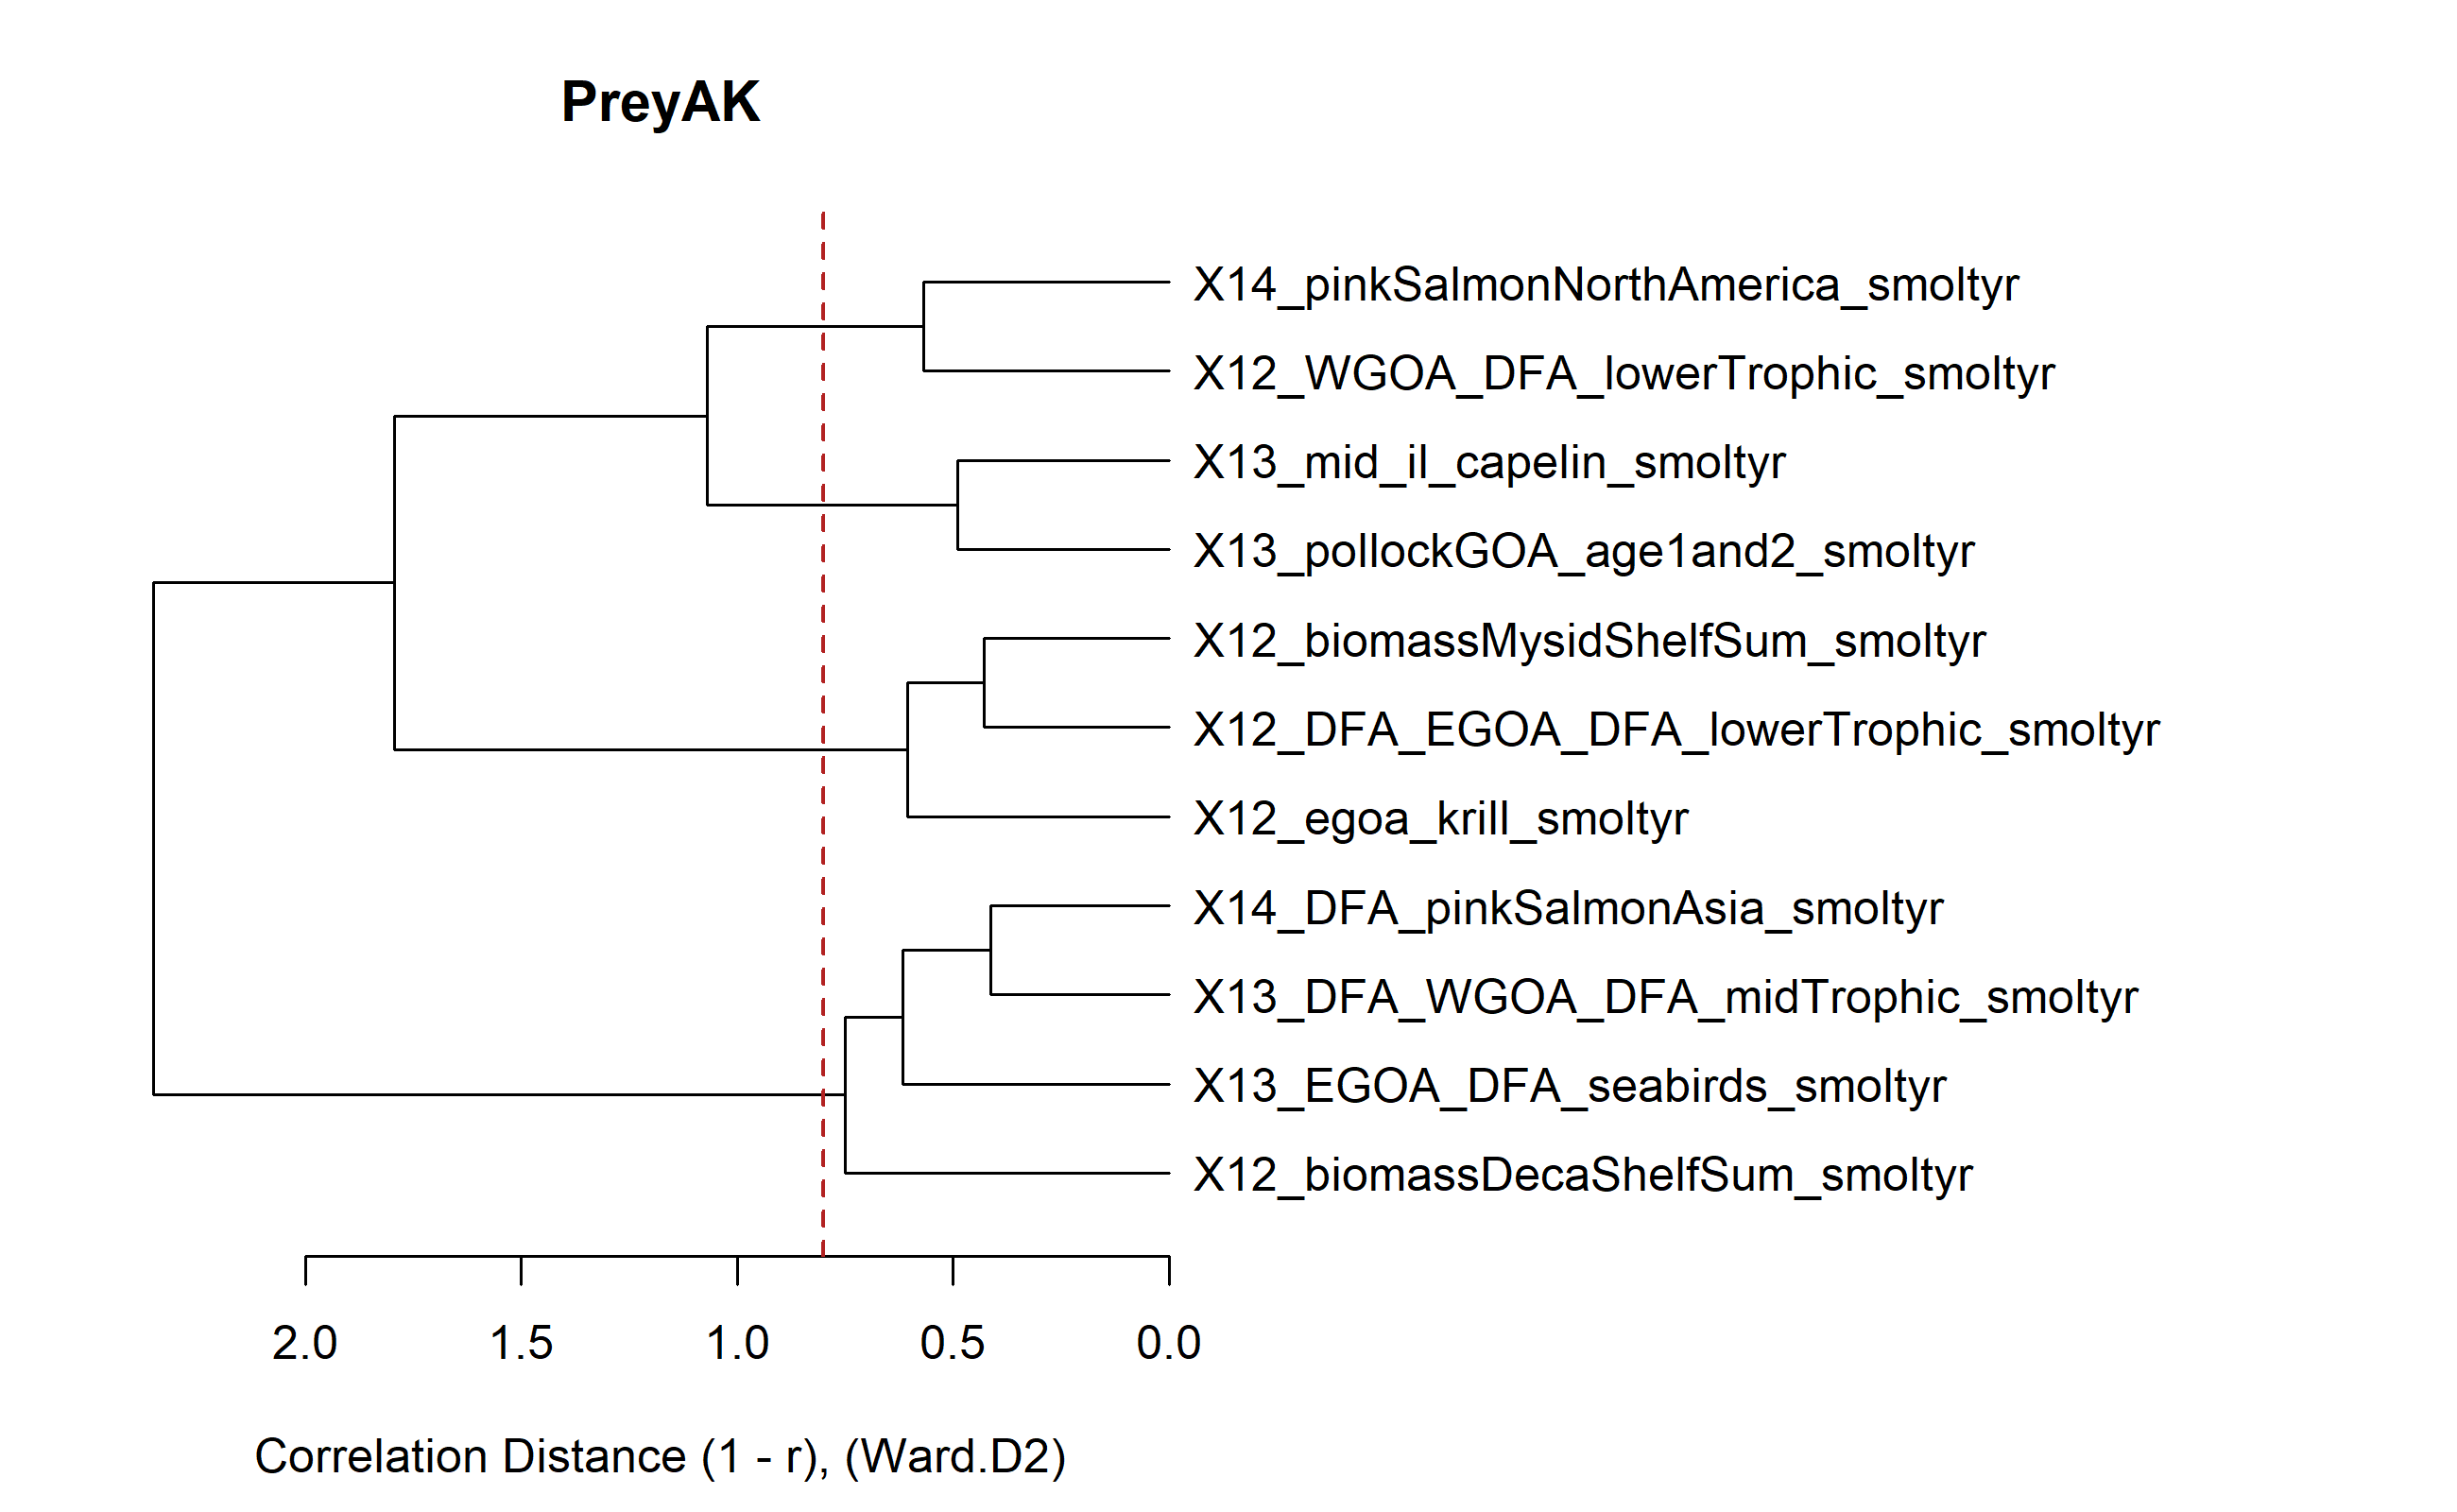 PreyAK
X14_pinkSalmonNorthAmerica_smoltyr
X12_WGOA_DFA_lowerTrophic_smoltyr
X13_mid_il_capelin_smoltyr
X13_pollockGOA_age1and2_smoltyr
X12_biomassMysidShelfSum_smoltyr
X12_DFA_EGOA_DFA_lowerTrophic_smoltyr
X12_egoa_krill_smoltyr
X14_DFA_pinkSalmonAsia_smoltyr
X13_DFA_WGOA_DFA_midTrophic_smoltyr
X13_EGOA_DFA_seabirds_smoltyr
X12_biomassDecaShelfSum_smoltyr
2.0 1.5 1.0 0.5 0.0
Correlation Distance (1 - r), (Ward.D2)